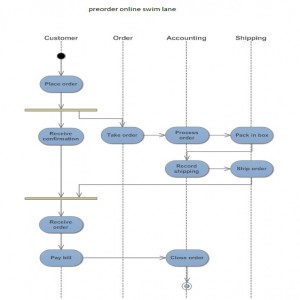 preorder online swim lane
Customer
Order
Accounting
Shipping
Place order
Receive
confirmation
Take order
Process
order
Pack in box
Record
shipping
Ship order
Receive
order
Pay bill
Close order